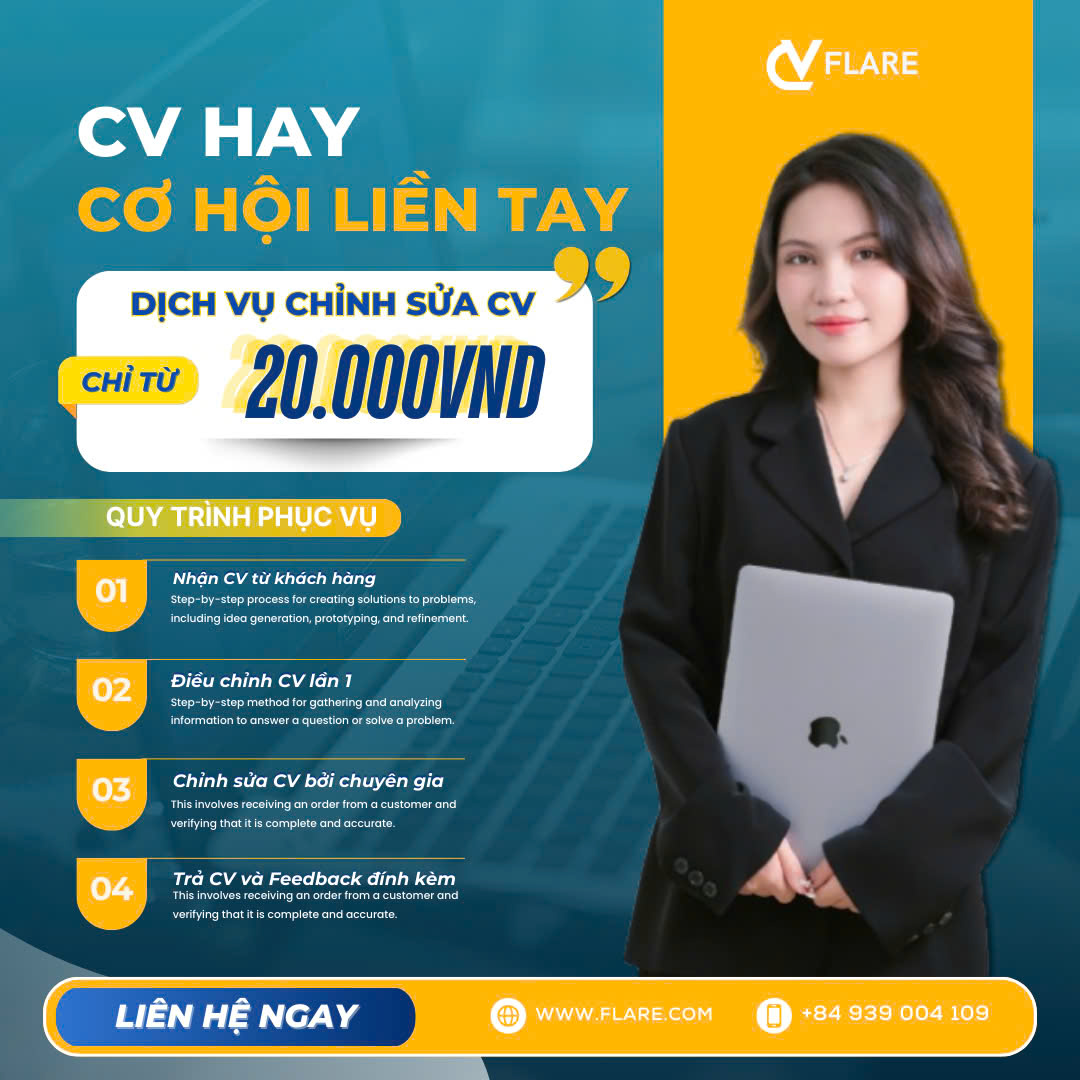 CV FLARE
CV HAY
CƠ HỘI LIỀN TAY
DỊCH VỤ CHỈNH SỬA CV
CHỈ TỪ
20.000VND
QUY TRÌNH PHỤC VỤ
01
Nhận CV từ khách hàng
Step-by-step process for creating solutions to problems,
including idea generation, prototyping, and refinement.
02
Điều chỉnh CV lần 1
Step-by-step method for gathering and analyzing
information to answer a question or solve a problem.
03
Chỉnh sửa CV bởi chuyên gia
This involves receiving an order from a customer and
verifying that it is complete and accurate.
04
Trả CV và Feedback đính kèm
This involves receiving an order from a customer and
verifying that it is complete and accurate.
LIÊN HỆ NGAY
WWW.FLARE.COM
+84 939 004 109